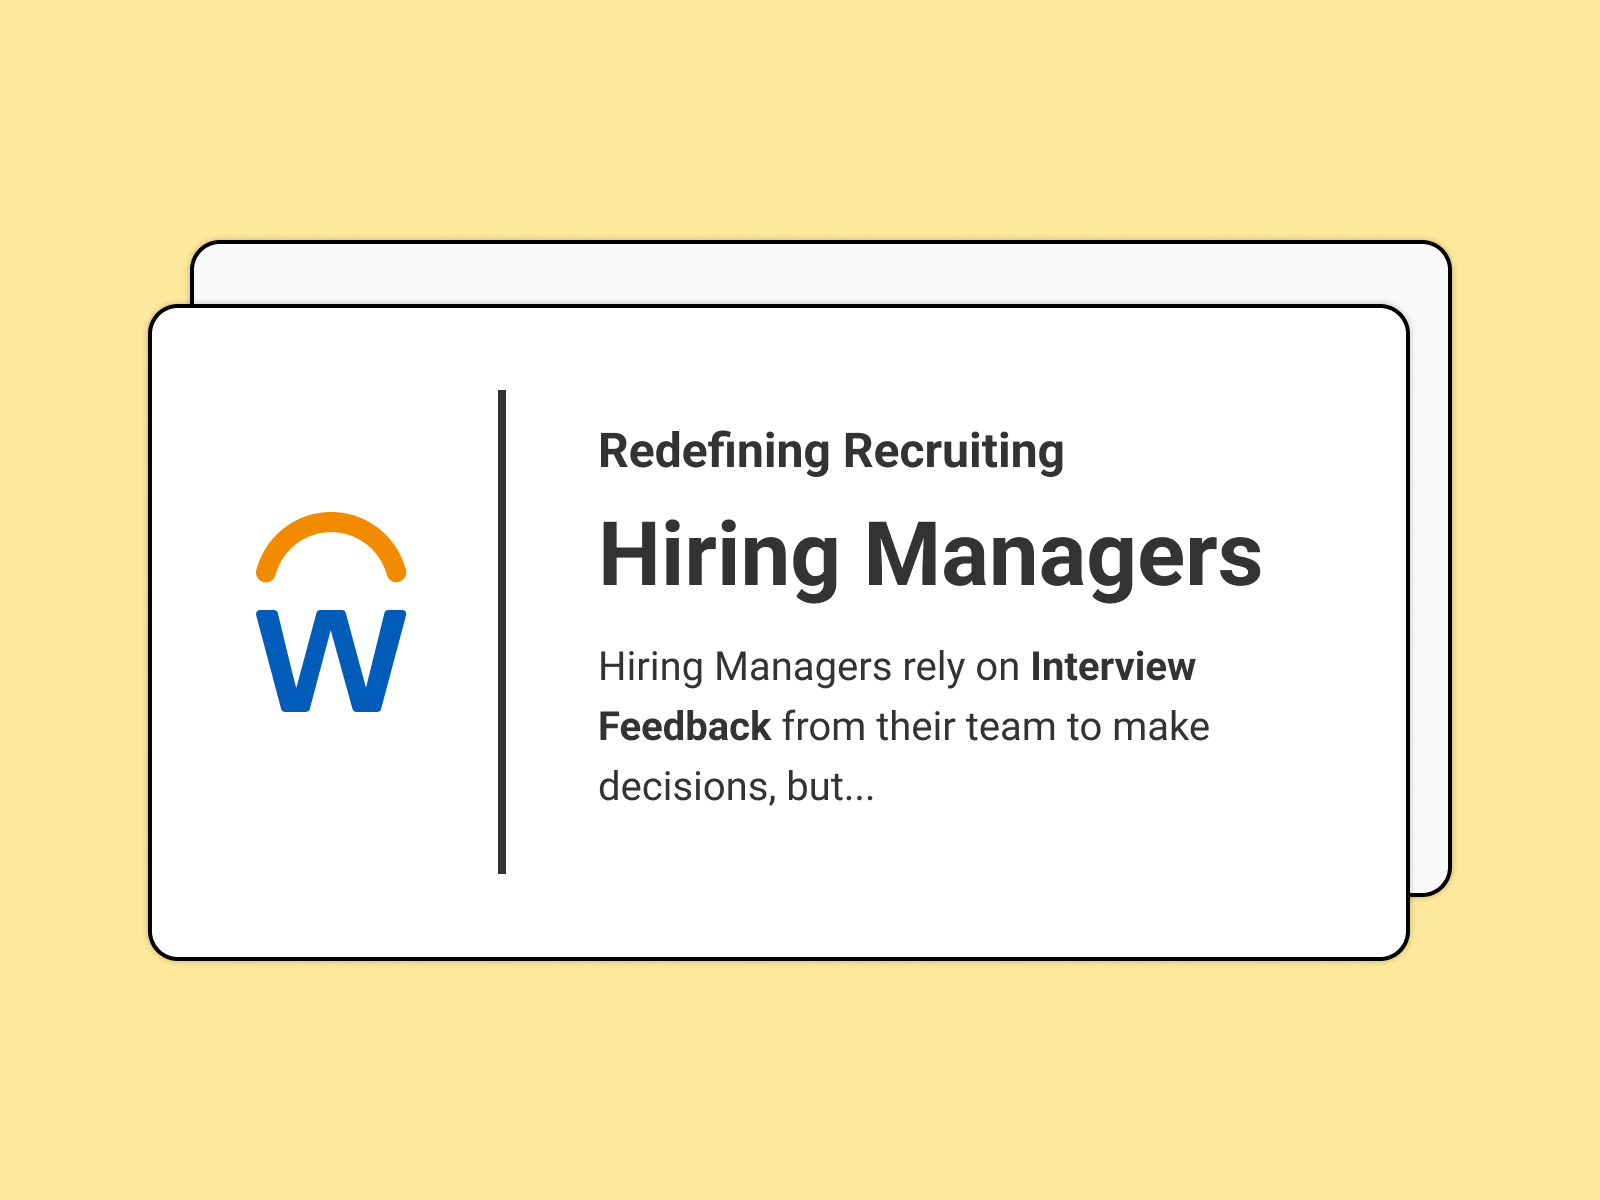 W
Redefining Recruiting
Hiring Managers
Hiring Managers rely on Interview
Feedback from their team to make
decisions, but...